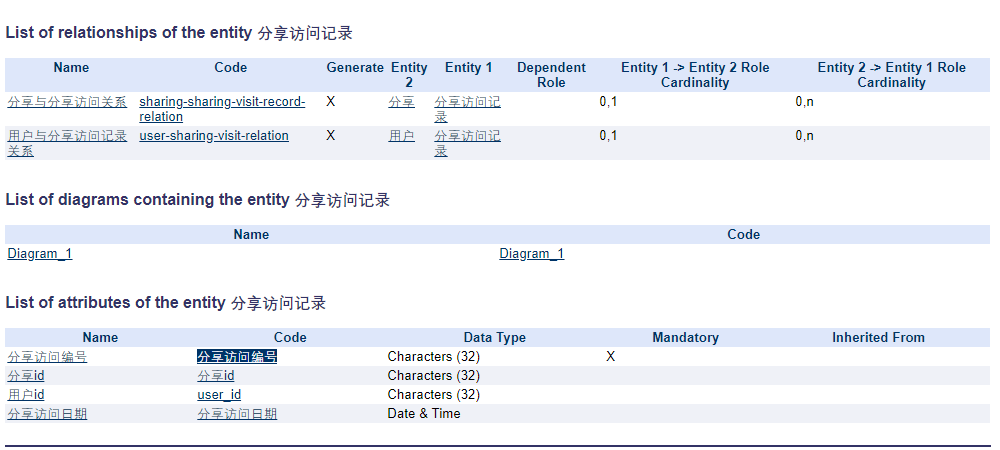 List of relationships of the entity 分享访问记录
Name Code Generate Entity 2 Entity 1 Dependent Role Entity 1 -> Entity 2 Role Cardinality Entity 2 -> Entity 1 Role Cardinality
分享与分享访问关系 sharing-sharing-visit-record-relation X 分享 分享访问记录 0,1 0,n
用户与分享访问记录关系 user-sharing-visit-relation X 用户 分享访问记录 0,1 0,n
List of diagrams containing the entity 分享访问记录
Name Code
Diagram_1 Diagram_1
List of attributes of the entity 分享访问记录
Name Code Data Type Mandatory Inherited From
分享访问编号 分享访问编号 Characters (32) X
分享id 分享id Characters (32)
用户id user_id Characters (32)
分享访问日期 分享访问日期 Date & Time